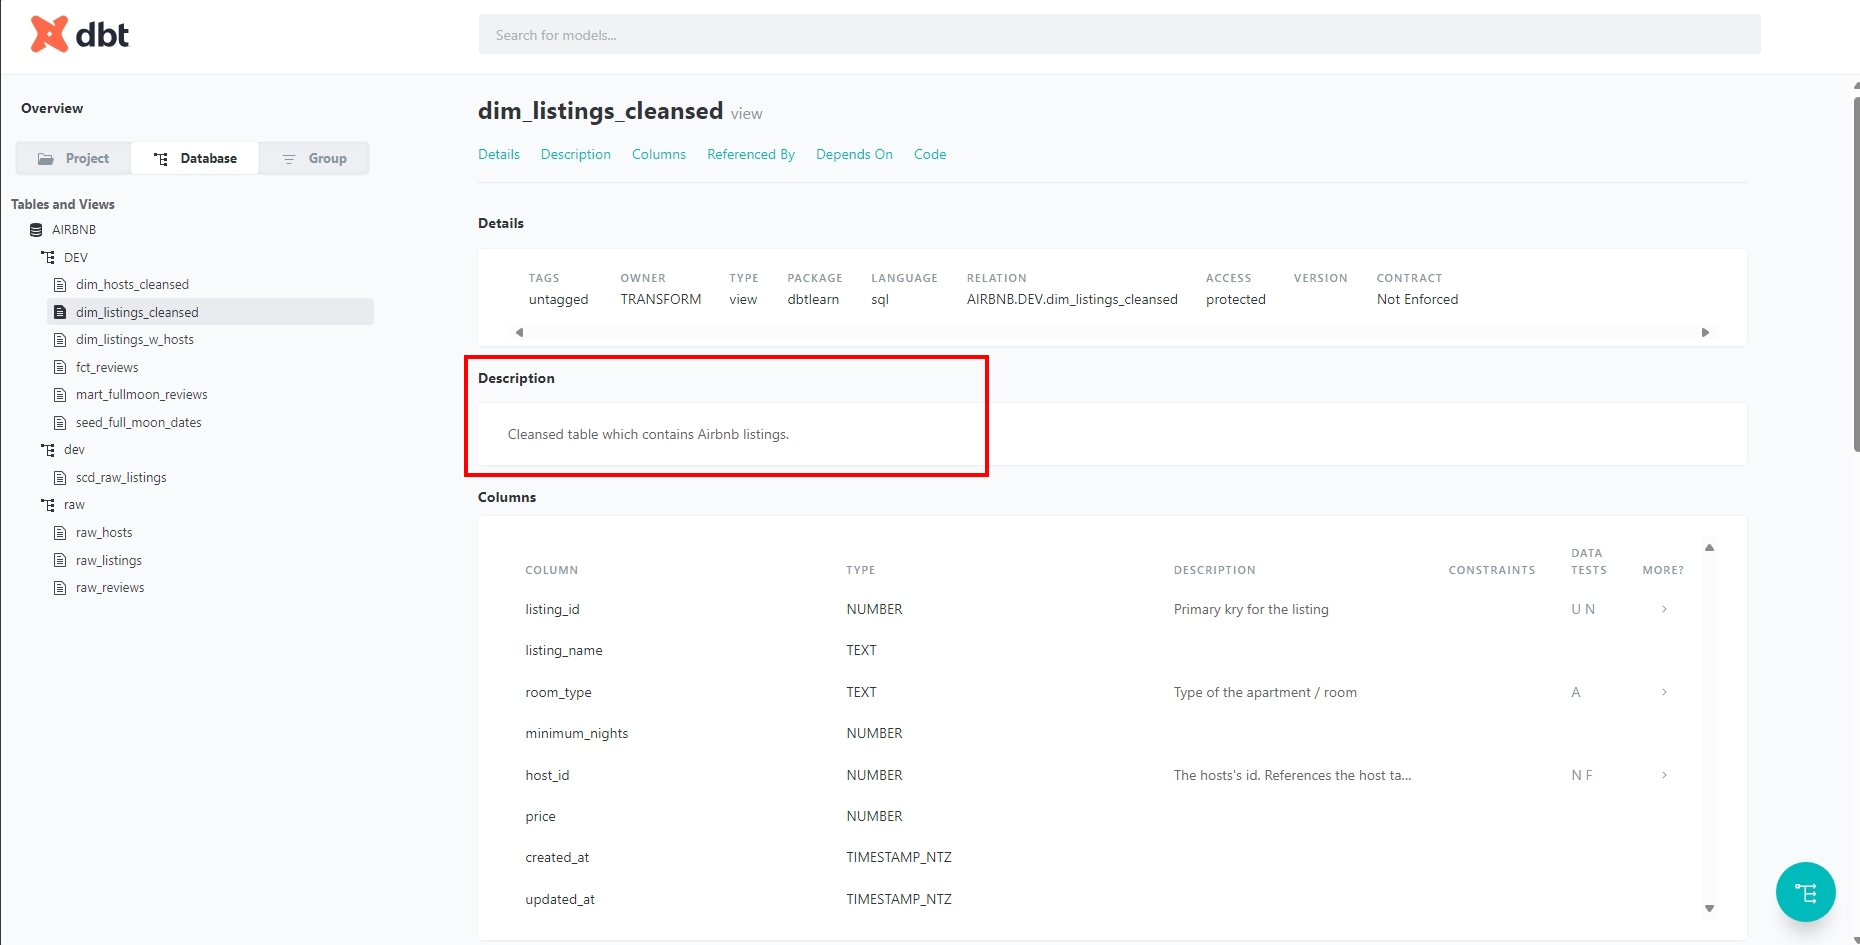 dbt
Search for models...
Overview
Project Database Group
Tables and Views
AIRBNB
DEV
dim_hosts_cleansed
dim_listings_cleansed
dim_listings_w_hosts
fct_reviews
mart_fullmoon_reviews
seed_full_moon_dates
dev
scd_raw_listings
raw
raw_hosts
raw_listings
raw_reviews
dim_listings_cleansed view
Details Description Columns Referenced By Depends On Code
Details
TAGS OWNER TYPE PACKAGE LANGUAGE RELATION ACCESS VERSION CONTRACT
untagged TRANSFORM view dbtlearn sql AIRBNB.DEV.dim_listings_cleansed protected Not Enforced
Description
Cleansed table which contains Airbnb listings.
Columns
COLUMN TYPE DESCRIPTION CONSTRAINTS DATA TESTS MORE?
listing_id NUMBER Primary kry for the listing U N >
listing_name TEXT
room_type TEXT Type of the apartment / room A >
minimum_nights NUMBER
host_id NUMBER The hosts's id. References the host ta... N F >
price NUMBER
created_at TIMESTAMP_NTZ
updated_at TIMESTAMP_NTZ